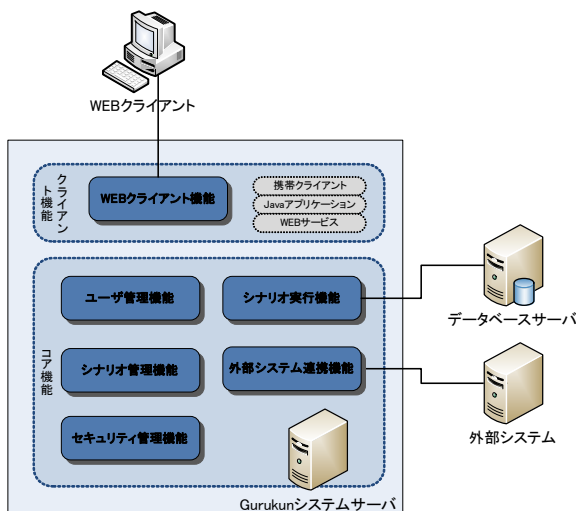 WEBクライアント
クライアン
ト機能
WEBクライアント機能
携帯クライアント
Javaアプリケーション
WEBサービス
コア機能
ユーザ管理機能
シナリオ実行機能
シナリオ管理機能
外部システム連携機能
セキュリティ管理機能
データベースサーバ
外部システム
Gurukunシステムサーバ